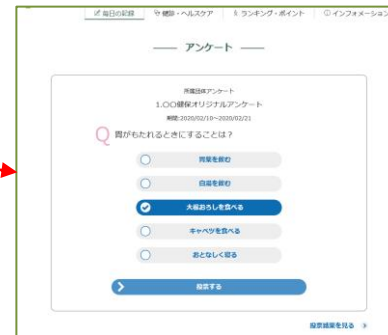 毎日の記録 健診・ヘルスケア ランキング・ポイント インフォメーション
アンケート
所属団体アンケート
1.〇〇健保オリジナルアンケート
期間:2020/02/10~2020/02/21
Q 胃がもたれるときにすることは?
胃薬を飲む
白湯を飲む
大根おろしを食べる
キャベツを食べる
おとなしく寝る
投票する
投票結果を見る